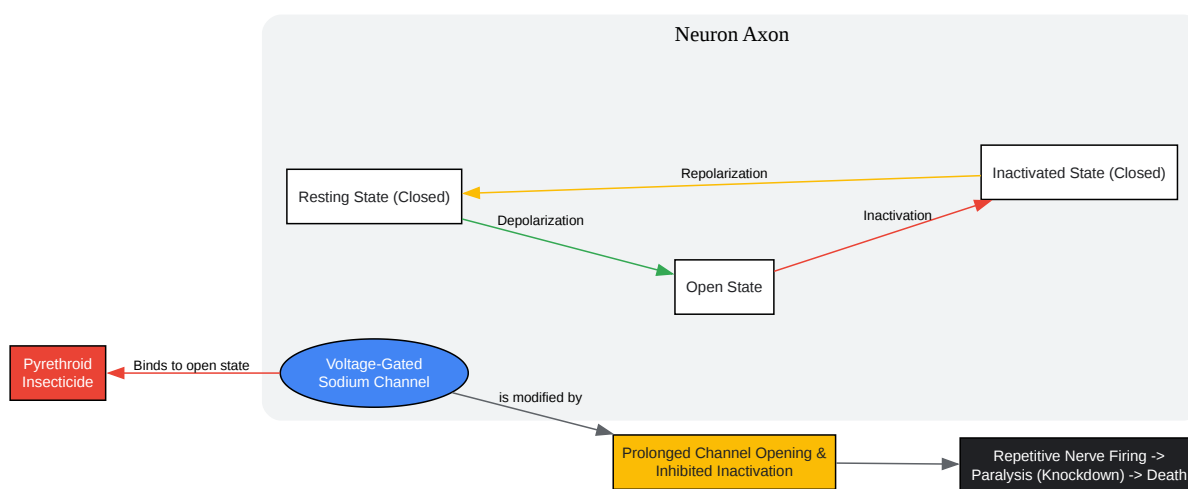 Neuron Axon
Resting State (Closed)
Repolarization
Inactivated State (Closed)
Depolarization
Inactivation
Open State
Pyrethroid
Insecticide
Binds to open state
Voltage-Gated
Sodium Channel
is modified by
Prolonged Channel Opening &
Inhibited Inactivation
Repetitive Nerve Firing ->
Paralysis (Knockdown) -> Death